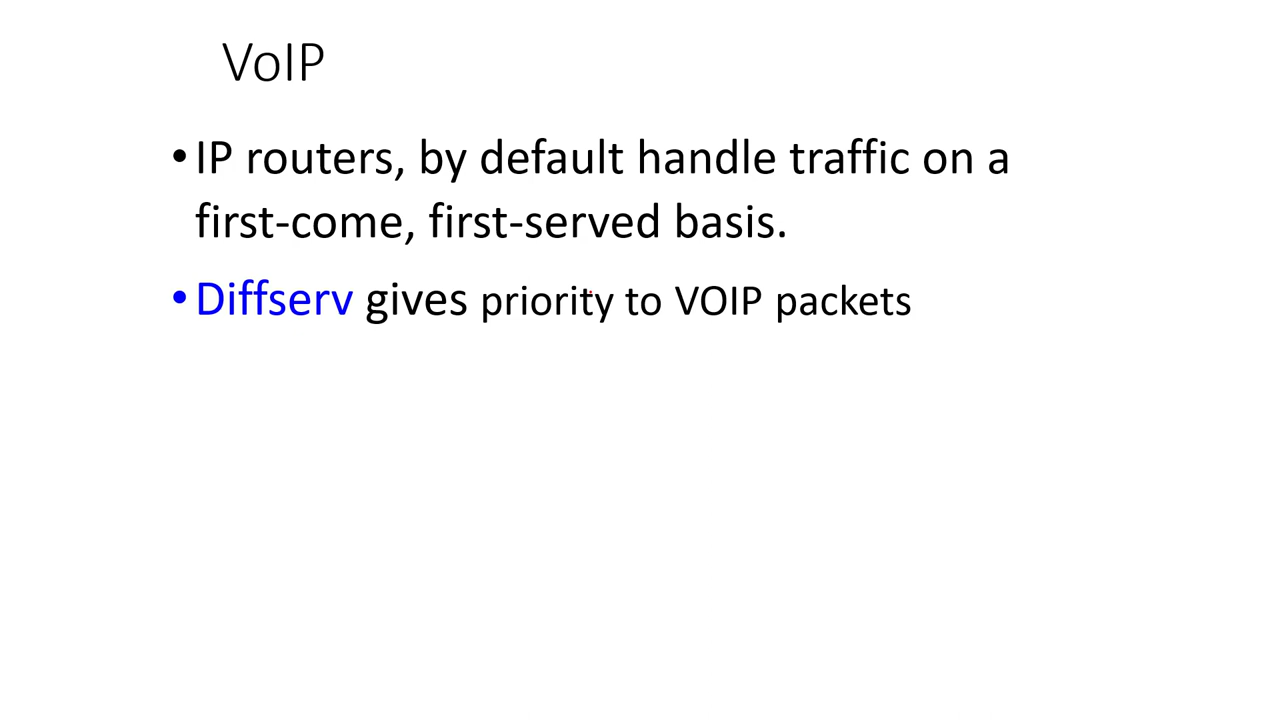 VoIP
•IP routers, by default handle traffic on a
first-come, first-served basis.
•Diffserv gives priority to VOIP packets